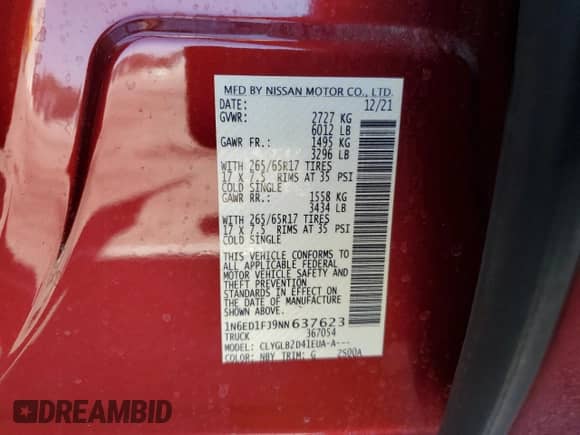 MFD BY NISSAN MOTOR CO., LTD.
DATE: 12/21
GVWR: 2727 KG
6012 LB
GAWR FR.: 1495 KG
3296 LB
WITH 265/65R17 TIRES
17 X 7.5 RIMS AT 35 PSI
COLD SINGLE
GAWR RR.: 1558 KG
3434 LB
WITH 265/65R17 TIRES
17 X 7.5 RIMS AT 35 PSI
COLD SINGLE
THIS VEHICLE CONFORMS TO
ALL APPLICABLE FEDERAL
MOTOR VEHICLE SAFETY AND
THEFT PREVENTION
STANDARDS IN EFFECT ON
THE DATE OF MANUFACTURE
SHOWN ABOVE.
1N6ED1FJ9NN637623
TRUCK 367054
MODEL: CLYGLBZD41EUA-A---
COLOR: NBY TRIM: G 2500A
DREAMBID